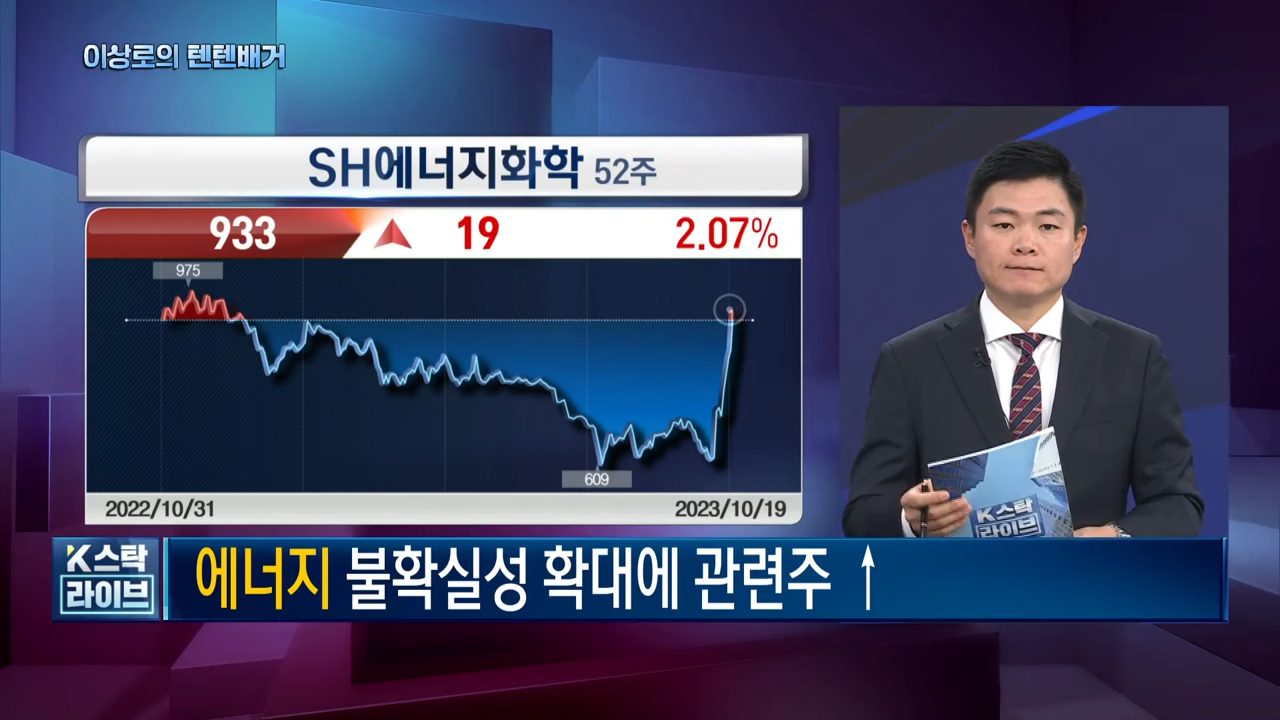 이상로의 텐텐배거
SH에너지화학 52주
933 ▲ 19 2.07%
975
609
2022/10/31 2023/10/19
K스탁
라이브
K스탁
라이브
에너지 불확실성 확대에 관련주 ↑